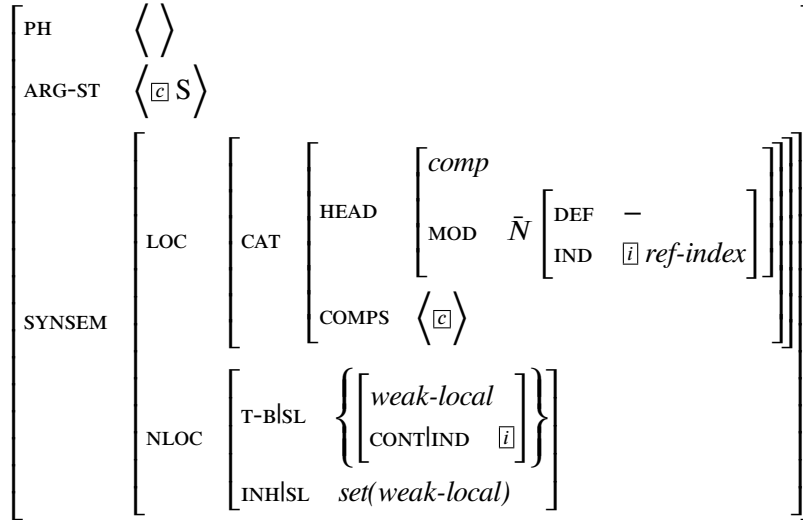 PH ⟨ ⟩
ARG-ST ⟨ c S ⟩
comp
HEAD
MOD N̄ DEF –
IND i ref-index
LOC CAT
COMPS ⟨ c ⟩
SYNSEM
weak-local
T-B|SL
CONT|IND i
NLOC
INH|SL set(weak-local)